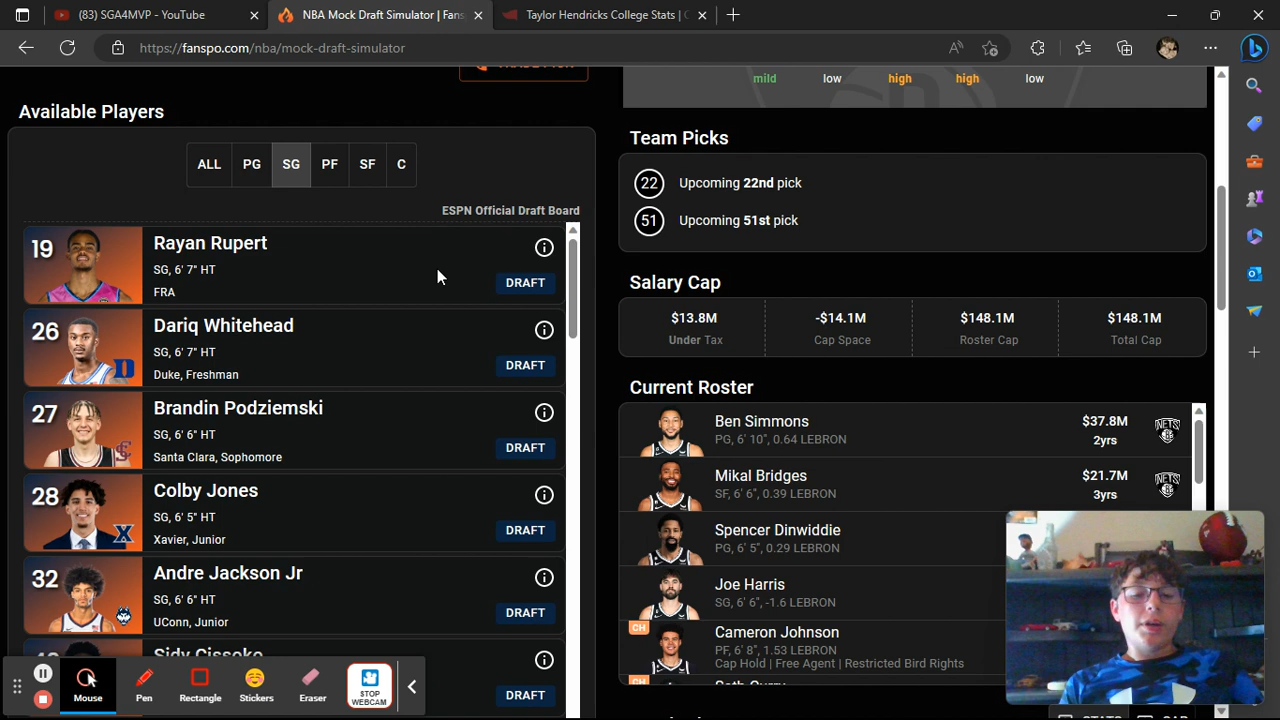 (83) SGA4MVP - YouTube
NBA Mock Draft Simulator | Fans
Taylor Hendricks College Stats |
https://fanspo.com/nba/mock-draft-simulator
mild low high high low
Available Players
ALL PG SG PF SF C
ESPN Official Draft Board
19
Rayan Rupert
SG, 6' 7" HT
FRA
DRAFT
26
Dariq Whitehead
SG, 6' 7" HT
Duke, Freshman
DRAFT
27
Brandin Podziemski
SG, 6' 6" HT
Santa Clara, Sophomore
DRAFT
28
Colby Jones
SG, 6' 5" HT
Xavier, Junior
DRAFT
32
Andre Jackson Jr
SG, 6' 6" HT
UConn, Junior
DRAFT
Sidy Cissoko
DRAFT
Team Picks
22 Upcoming 22nd pick
51 Upcoming 51st pick
Salary Cap
$13.8M -$14.1M $148.1M $148.1M
Under Tax Cap Space Roster Cap Total Cap
Current Roster
Ben Simmons
PG, 6' 10", 0.64 LEBRON
$37.8M
2yrs
NETS
Mikal Bridges
SF, 6' 6", 0.39 LEBRON
$21.7M
3yrs
NETS
Spencer Dinwiddie
PG, 6' 5", 0.29 LEBRON
Joe Harris
SG, 6' 6", -1.6 LEBRON
CH
Cameron Johnson
PF, 6' 8", 1.53 LEBRON
Cap Hold | Free Agent | Restricted Bird Rights
CH
Seth Curry
Mouse Pen Rectangle Stickers Eraser STOP WEBCAM